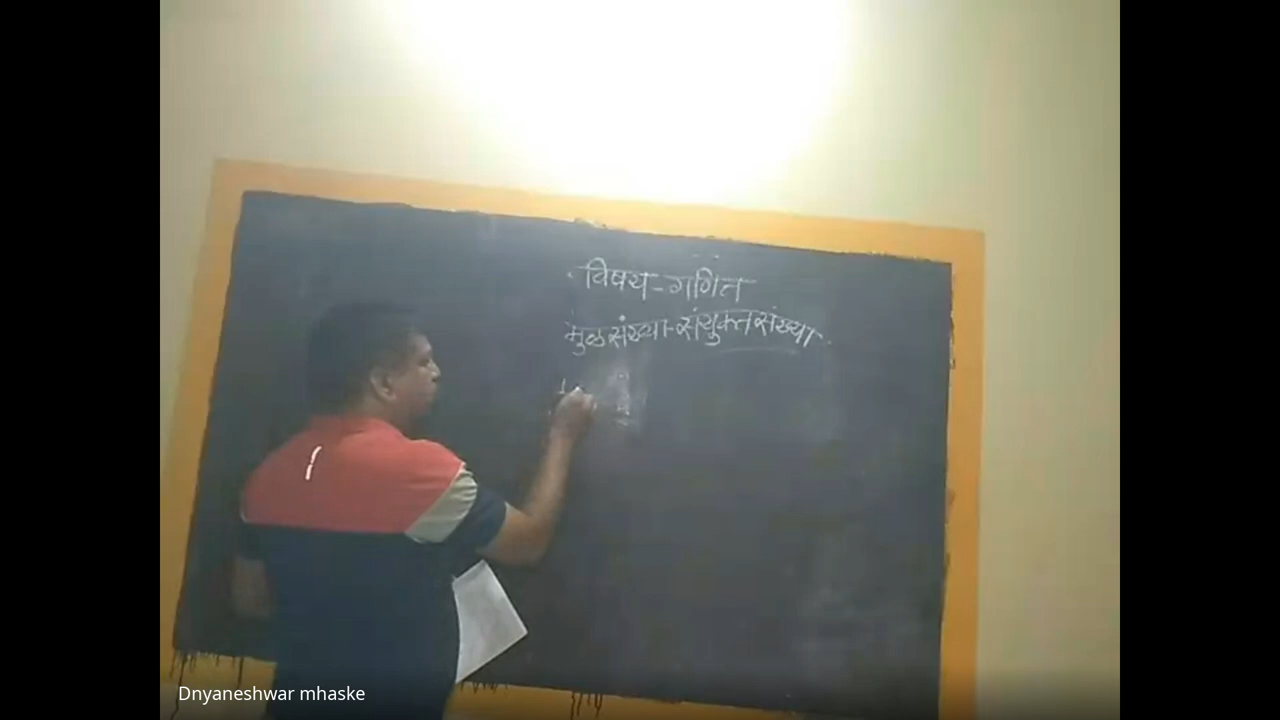 विषय-गणित
मुळसंख्या-संयुक्तसंख्या
Dnyaneshwar mhaske